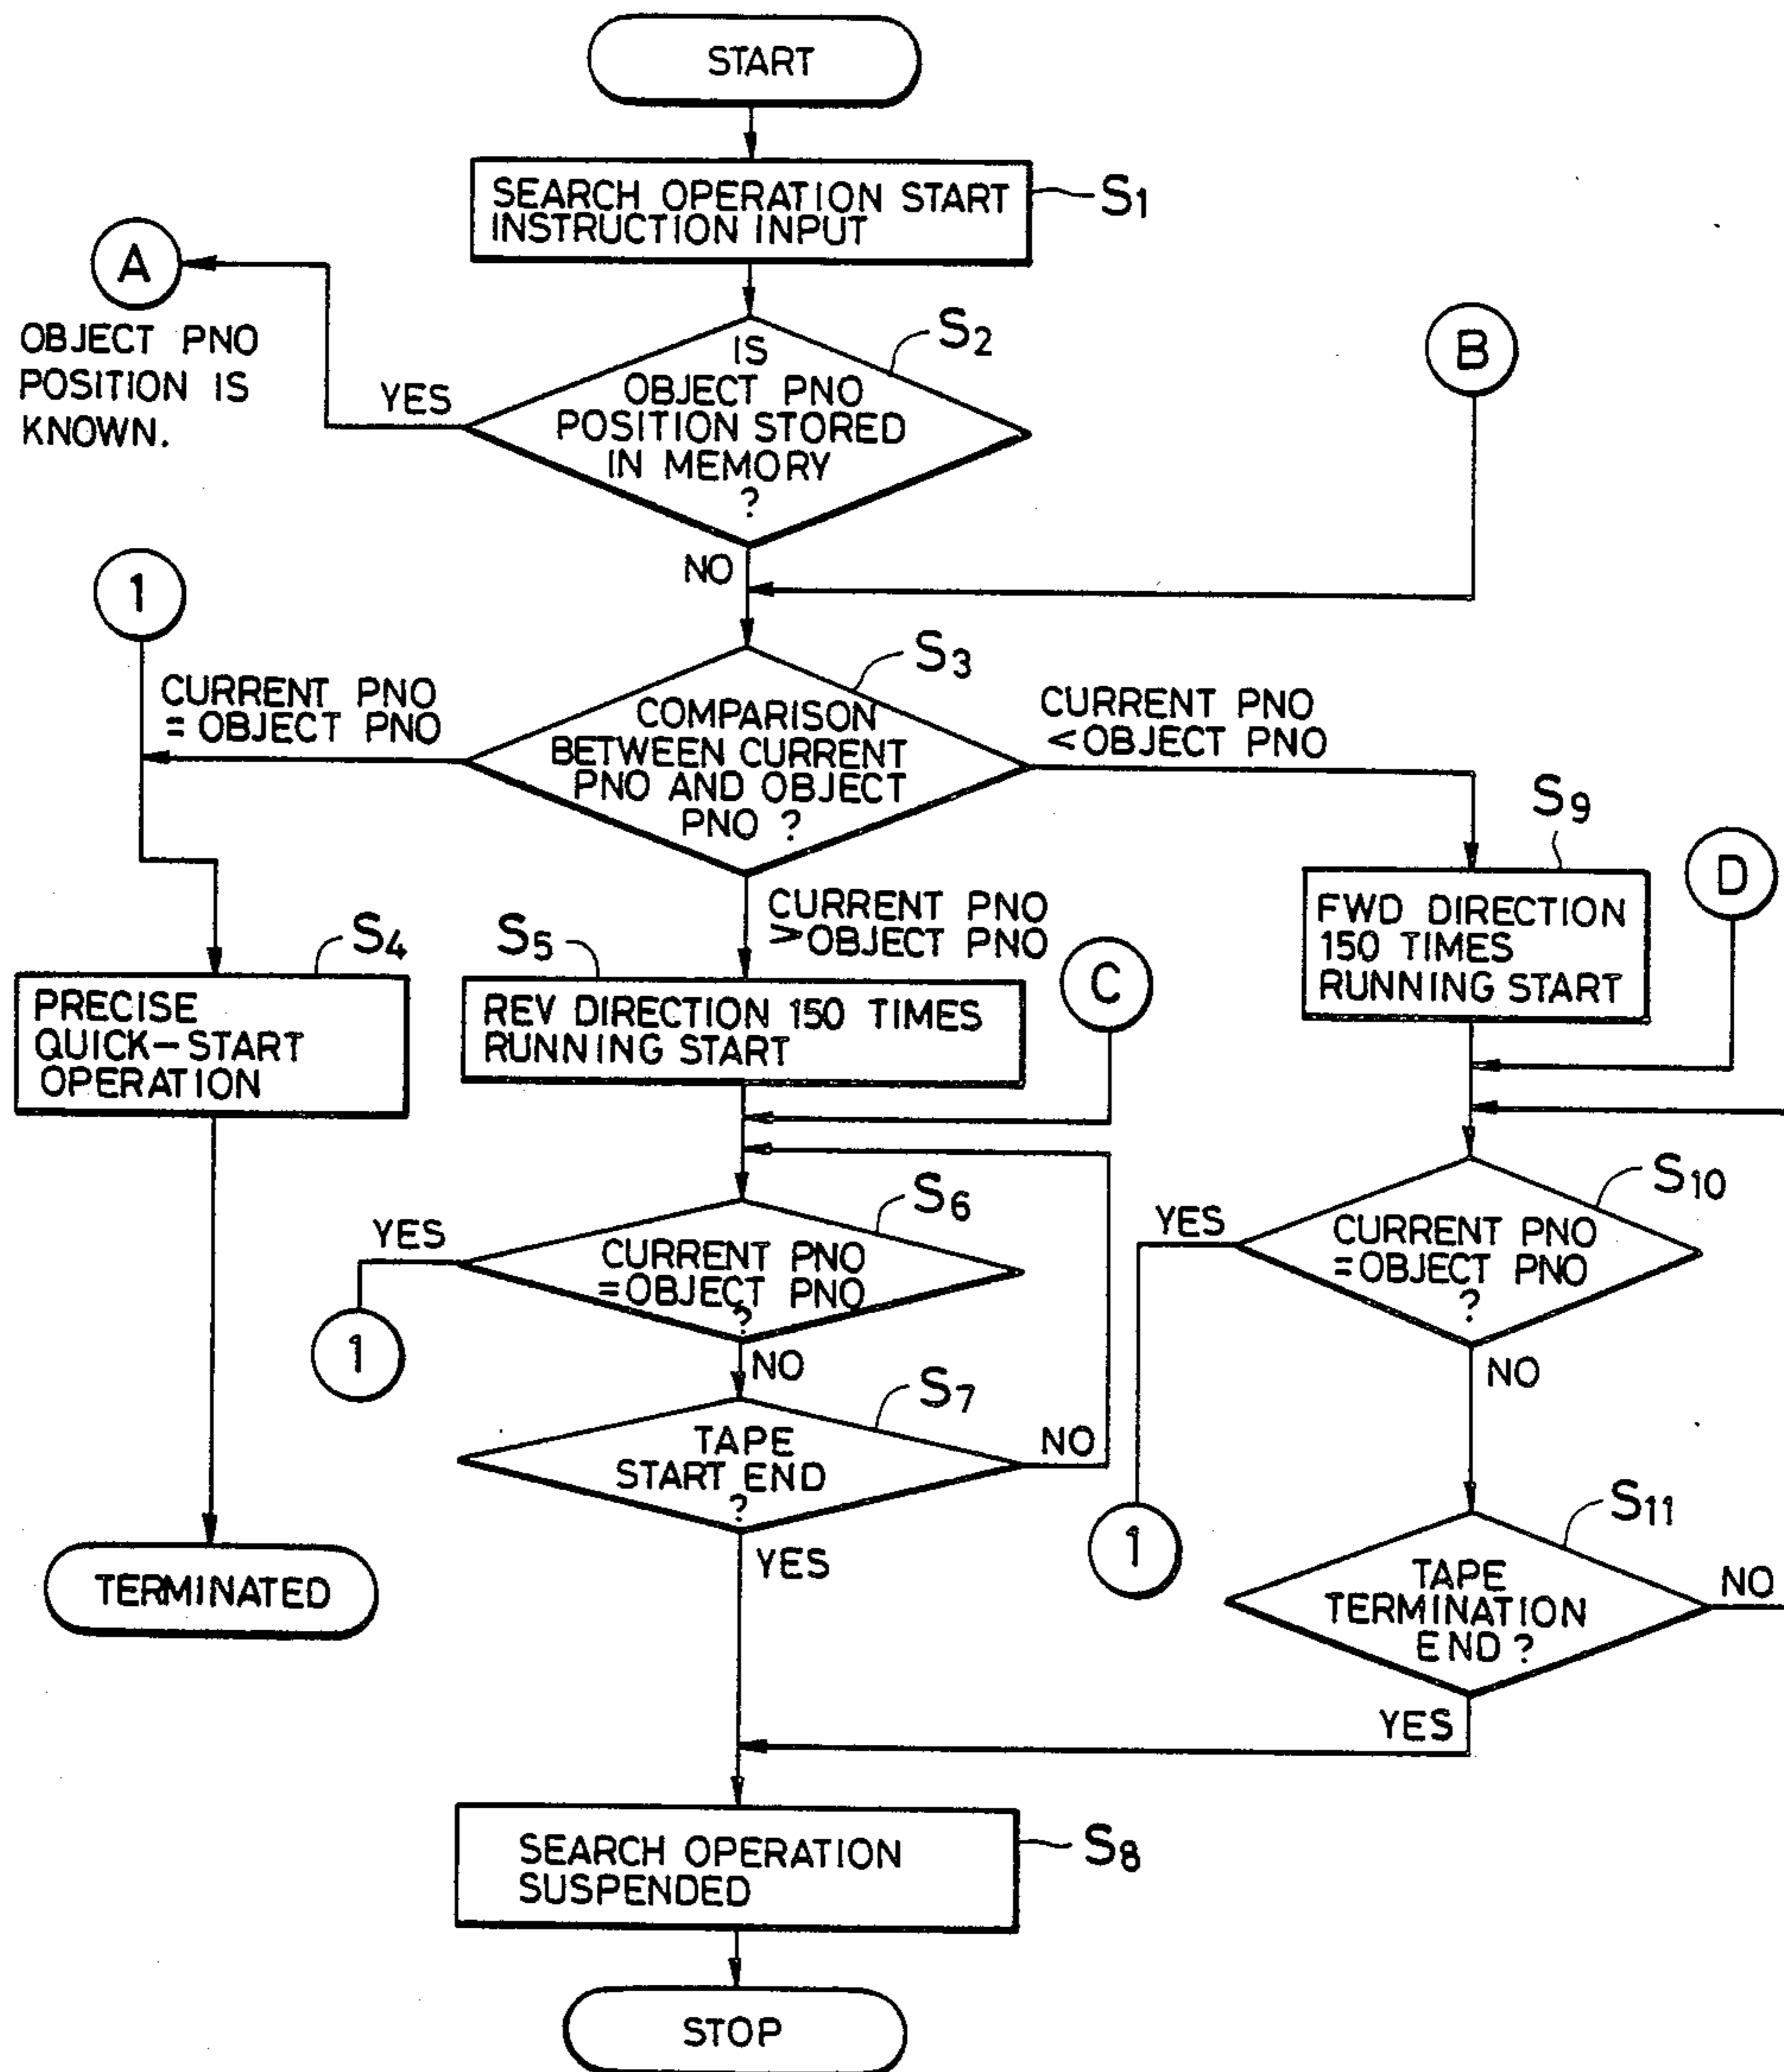 START
SEARCH OPERATION START
INSTRUCTION INPUT
S1
A
OBJECT PNO
POSITION IS
KNOWN.
YES
IS
OBJECT PNO
POSITION STORED
IN MEMORY
?
S2
B
NO
1
CURRENT PNO
= OBJECT PNO
COMPARISON
BETWEEN CURRENT
PNO AND OBJECT
PNO ?
S3
CURRENT PNO
<OBJECT PNO
S9
D
FWD DIRECTION
150 TIMES
RUNNING START
CURRENT PNO
>OBJECT PNO
S4
PRECISE
QUICK-START
OPERATION
S5
REV DIRECTION 150 TIMES
RUNNING START
C
S6
YES
CURRENT PNO
=OBJECT PNO
?
1
NO
S10
YES
CURRENT PNO
=OBJECT PNO
?
NO
1
S7
TAPE
START END
?
NO
YES
S11
TAPE
TERMINATION
END ?
NO
YES
TERMINATED
SEARCH OPERATION
SUSPENDED
S8
STOP